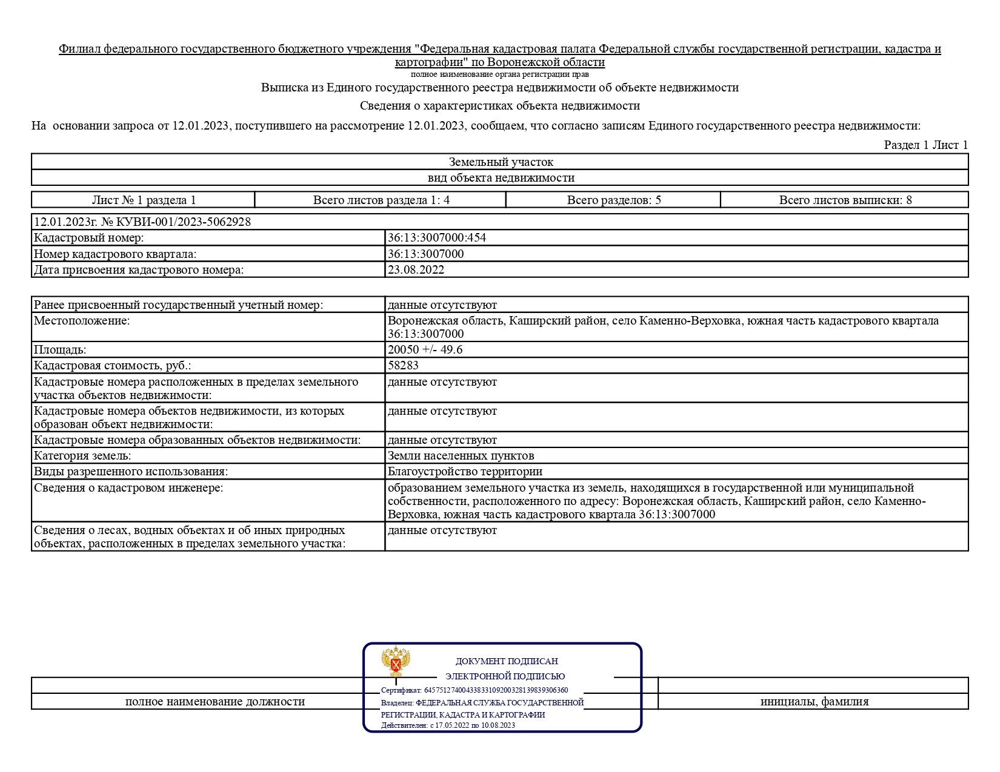 Филиал федерального государственного бюджетного учреждения "Федеральная кадастровая палата Федеральной службы государственной регистрации, кадастра и
картографии" по Воронежской области
полное наименование органа регистрации прав
Выписка из Единого государственного реестра недвижимости об объекте недвижимости
Сведения о характеристиках объекта недвижимости
На основании запроса от 12.01.2023, поступившего на рассмотрение 12.01.2023, сообщаем, что согласно записям Единого государственного реестра недвижимости:
Раздел 1 Лист 1
Земельный участок
вид объекта недвижимости
Лист № 1 раздела 1 Всего листов раздела 1: 4 Всего разделов: 5 Всего листов выписки: 8
12.01.2023г. № КУВИ-001/2023-5062928
Кадастровый номер: 36:13:3007000:454
Номер кадастрового квартала: 36:13:3007000
Дата присвоения кадастрового номера: 23.08.2022
Ранее присвоенный государственный учетный номер: данные отсутствуют
Местоположение: Воронежская область, Каширский район, село Каменно-Верховка, южная часть кадастрового квартала
36:13:3007000
Площадь: 20050 +/- 49.6
Кадастровая стоимость, руб.: 58283
Кадастровые номера расположенных в пределах земельного данные отсутствуют
участка объектов недвижимости:
Кадастровые номера объектов недвижимости, из которых данные отсутствуют
образован объект недвижимости:
Кадастровые номера образованных объектов недвижимости: данные отсутствуют
Категория земель: Земли населенных пунктов
Виды разрешенного использования: Благоустройство территории
Сведения о кадастровом инженере: образованием земельного участка из земель, находящихся в государственной или муниципальной
собственности, расположенного по адресу: Воронежская область, Каширский район, село Каменно-
Верховка, южная часть кадастрового квартала 36:13:3007000
Сведения о лесах, водных объектах и об иных природных данные отсутствуют
объектах, расположенных в пределах земельного участка:
ДОКУМЕНТ ПОДПИСАН
ЭЛЕКТРОННОЙ ПОДПИСЬЮ
Сертификат: 64575127400433833109200328139839306360
Владелец: ФЕДЕРАЛЬНАЯ СЛУЖБА ГОСУДАРСТВЕННОЙ
РЕГИСТРАЦИИ, КАДАСТРА И КАРТОГРАФИИ
Действителен: с 17.05.2022 по 10.08.2023
полное наименование должности инициалы, фамилия